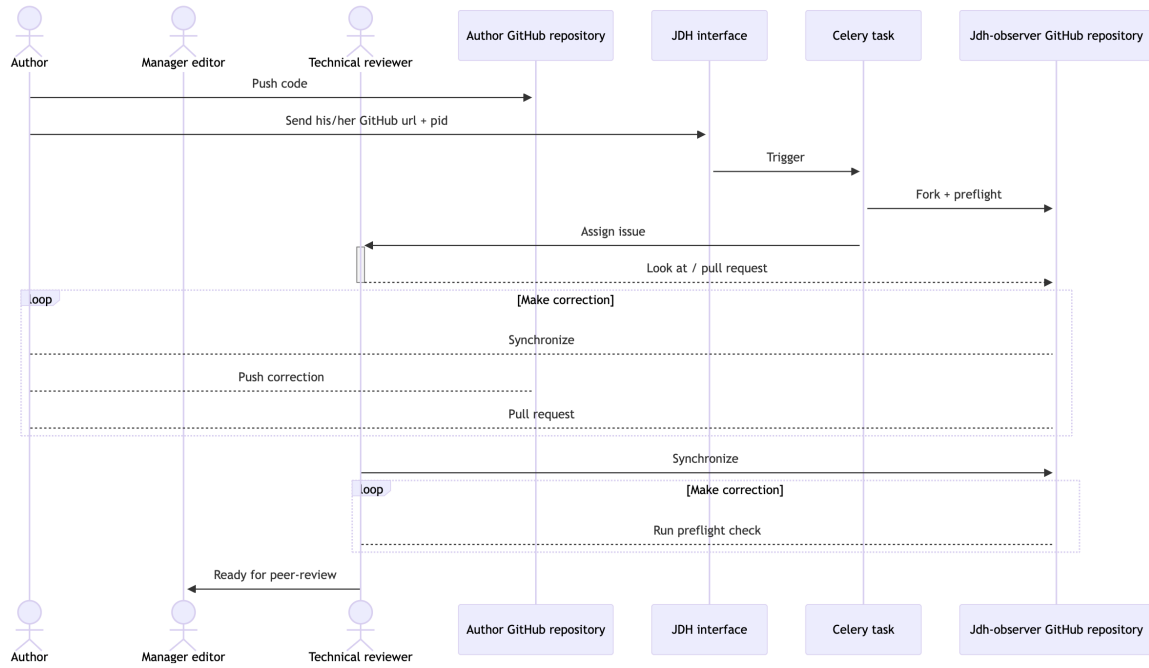 Author
Manager editor
Technical reviewer
Author GitHub repository
JDH interface
Celery task
Jdh-observer GitHub repository
Push code
Send his/her GitHub url + pid
Trigger
Fork + preflight
Assign issue
Look at / pull request
loop
[Make correction]
Synchronize
Push correction
Pull request
Synchronize
loop
[Make correction]
Run preflight check
Ready for peer-review
Author
Manager editor
Technical reviewer
Author GitHub repository
JDH interface
Celery task
Jdh-observer GitHub repository